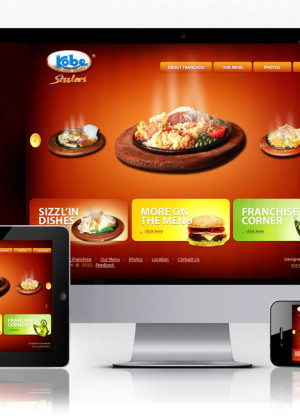 Kobe
Sizzlers
ABOUT FRANCHISE
OUR MENU
PHOTOS
SIZZL'IN
DISHES
MORE ON
THE MENU
click here
FRANCHISE
CORNER
click here
Franchise : Our Menu : Photos : Location : Contact Us
2010. Feedback
Designe
FRANCHISE
CORNER